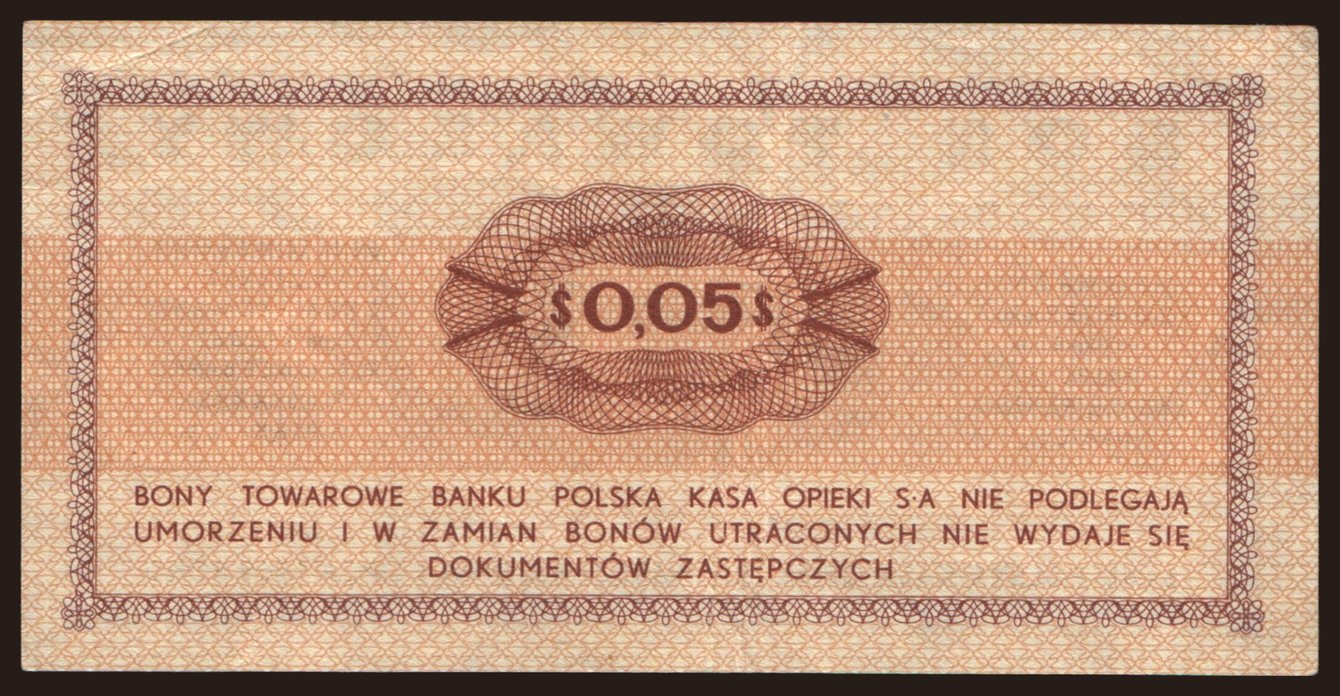 $0,05$
BONY TOWAROWE BANKU POLSKA KASA OPIEKI S·A NIE PODLEGAJĄ
UMORZENIU I W ZAMIAN BONÓW UTRACONYCH NIE WYDAJE SIĘ
DOKUMENTÓW ZASTĘPCZYCH